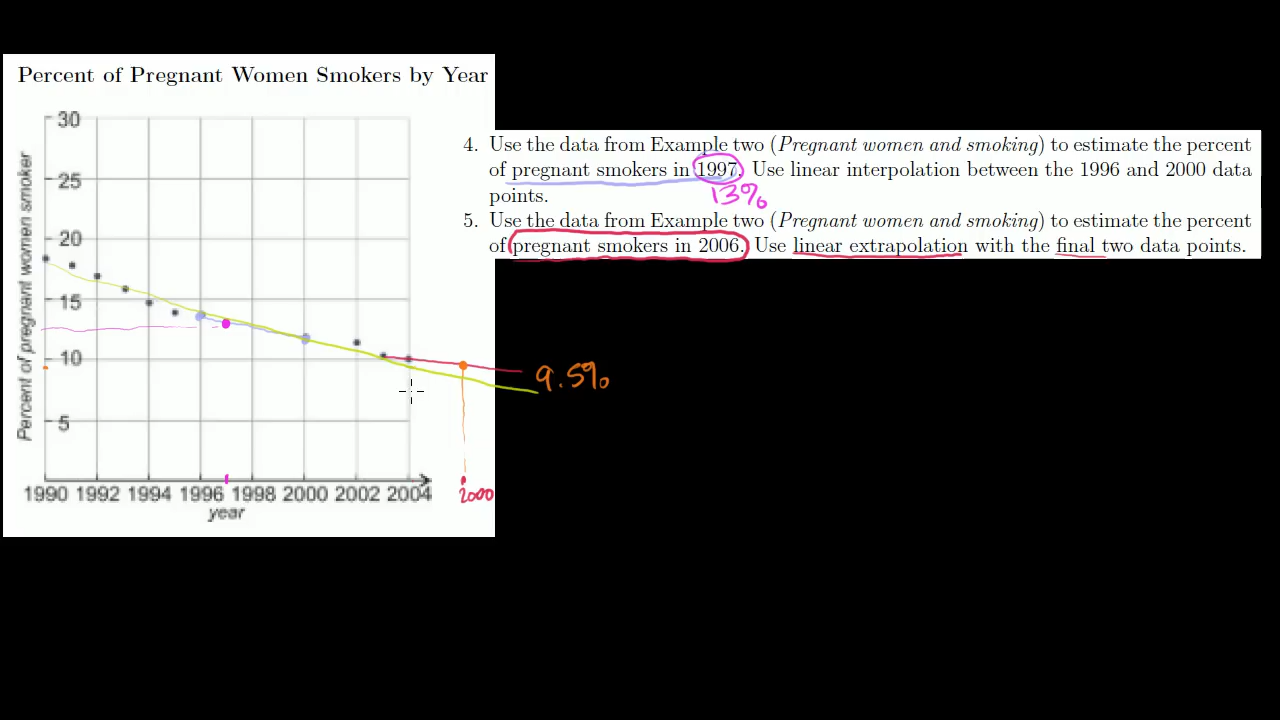 Percent of Pregnant Women Smokers by Year
30
25
20
15
10
5
Percent of pregnant women smoker
1990 1992 1994 1996 1998 2000 2002 2004
2000
year
4. Use the data from Example two (Pregnant women and smoking) to estimate the percent
of pregnant smokers in 1997. Use linear interpolation between the 1996 and 2000 data
points.
13%
5. Use the data from Example two (Pregnant women and smoking) to estimate the percent
of pregnant smokers in 2006. Use linear extrapolation with the final two data points.
9.5%